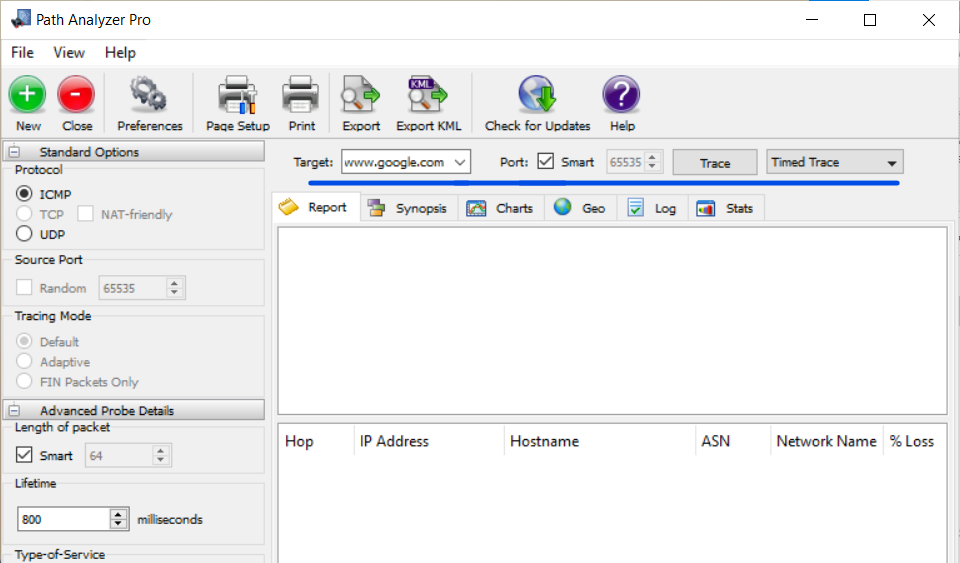 Path Analyzer Pro
File View Help
New Close Preferences Page Setup Print Export KML Export KML Check for Updates ? Help
Standard Options
Target: www.google.com Port: Smart 65535 Trace Timed Trace
Protocol
ICMP
TCP NAT-friendly
UDP
Source Port
Random 65535
Tracing Mode
Default
Adaptive
FIN Packets Only
Advanced Probe Details
Length of packet
Smart 64
Lifetime
800 milliseconds
Type-of-Service
Report Synopsis Charts Geo Log Stats
Hop IP Address Hostname ASN Network Name % Loss